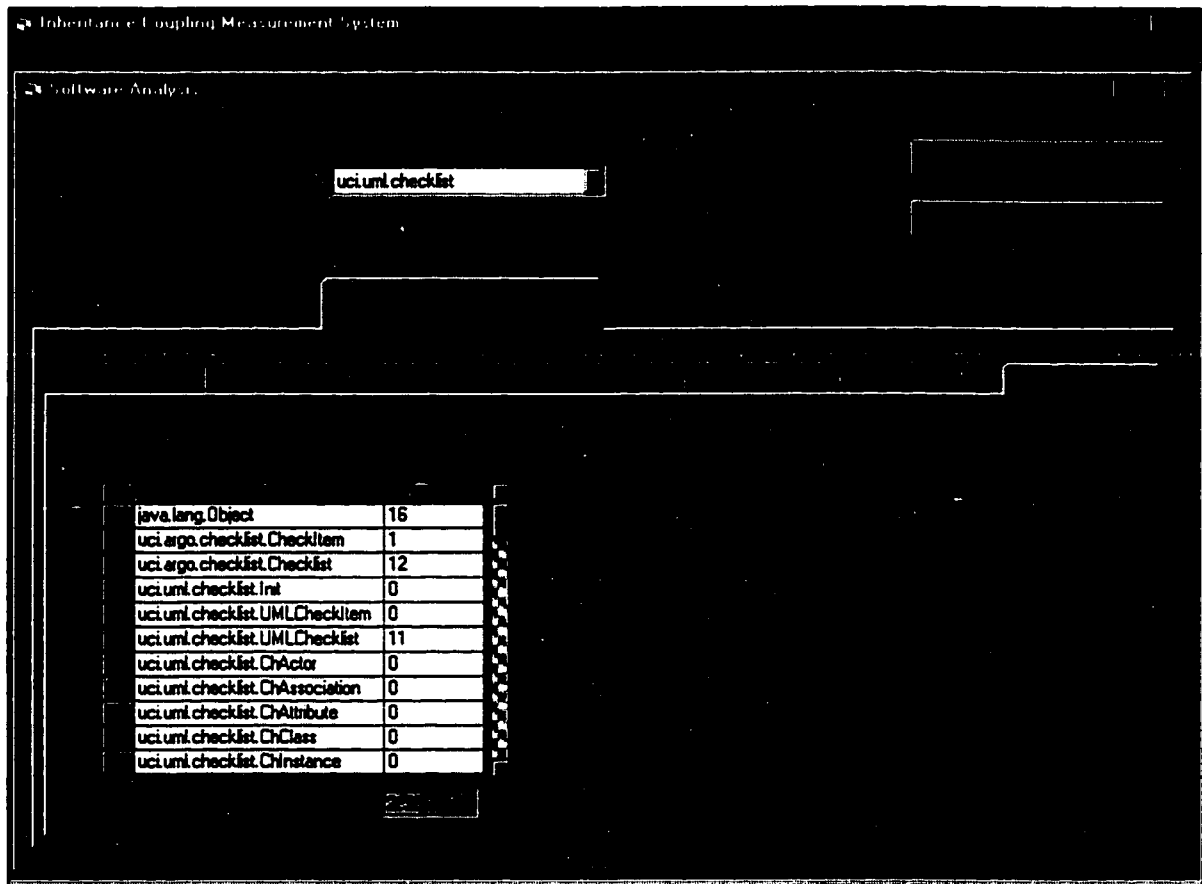 Inheritance Coupling Measurement System
Software Analysis
uci.uml.checklist
java.lang.Object 16
uci.argo.checklist.CheckItem 1
uci.argo.checklist.Checklist 12
uci.uml.checklist.Init 0
uci.uml.checklist.UMLCheckItem 0
uci.uml.checklist.UMLChecklist 11
uci.uml.checklist.ChActor 0
uci.uml.checklist.ChAssociation 0
uci.uml.checklist.ChAttribute 0
uci.uml.checklist.ChClass 0
uci.uml.checklist.ChInstance 0